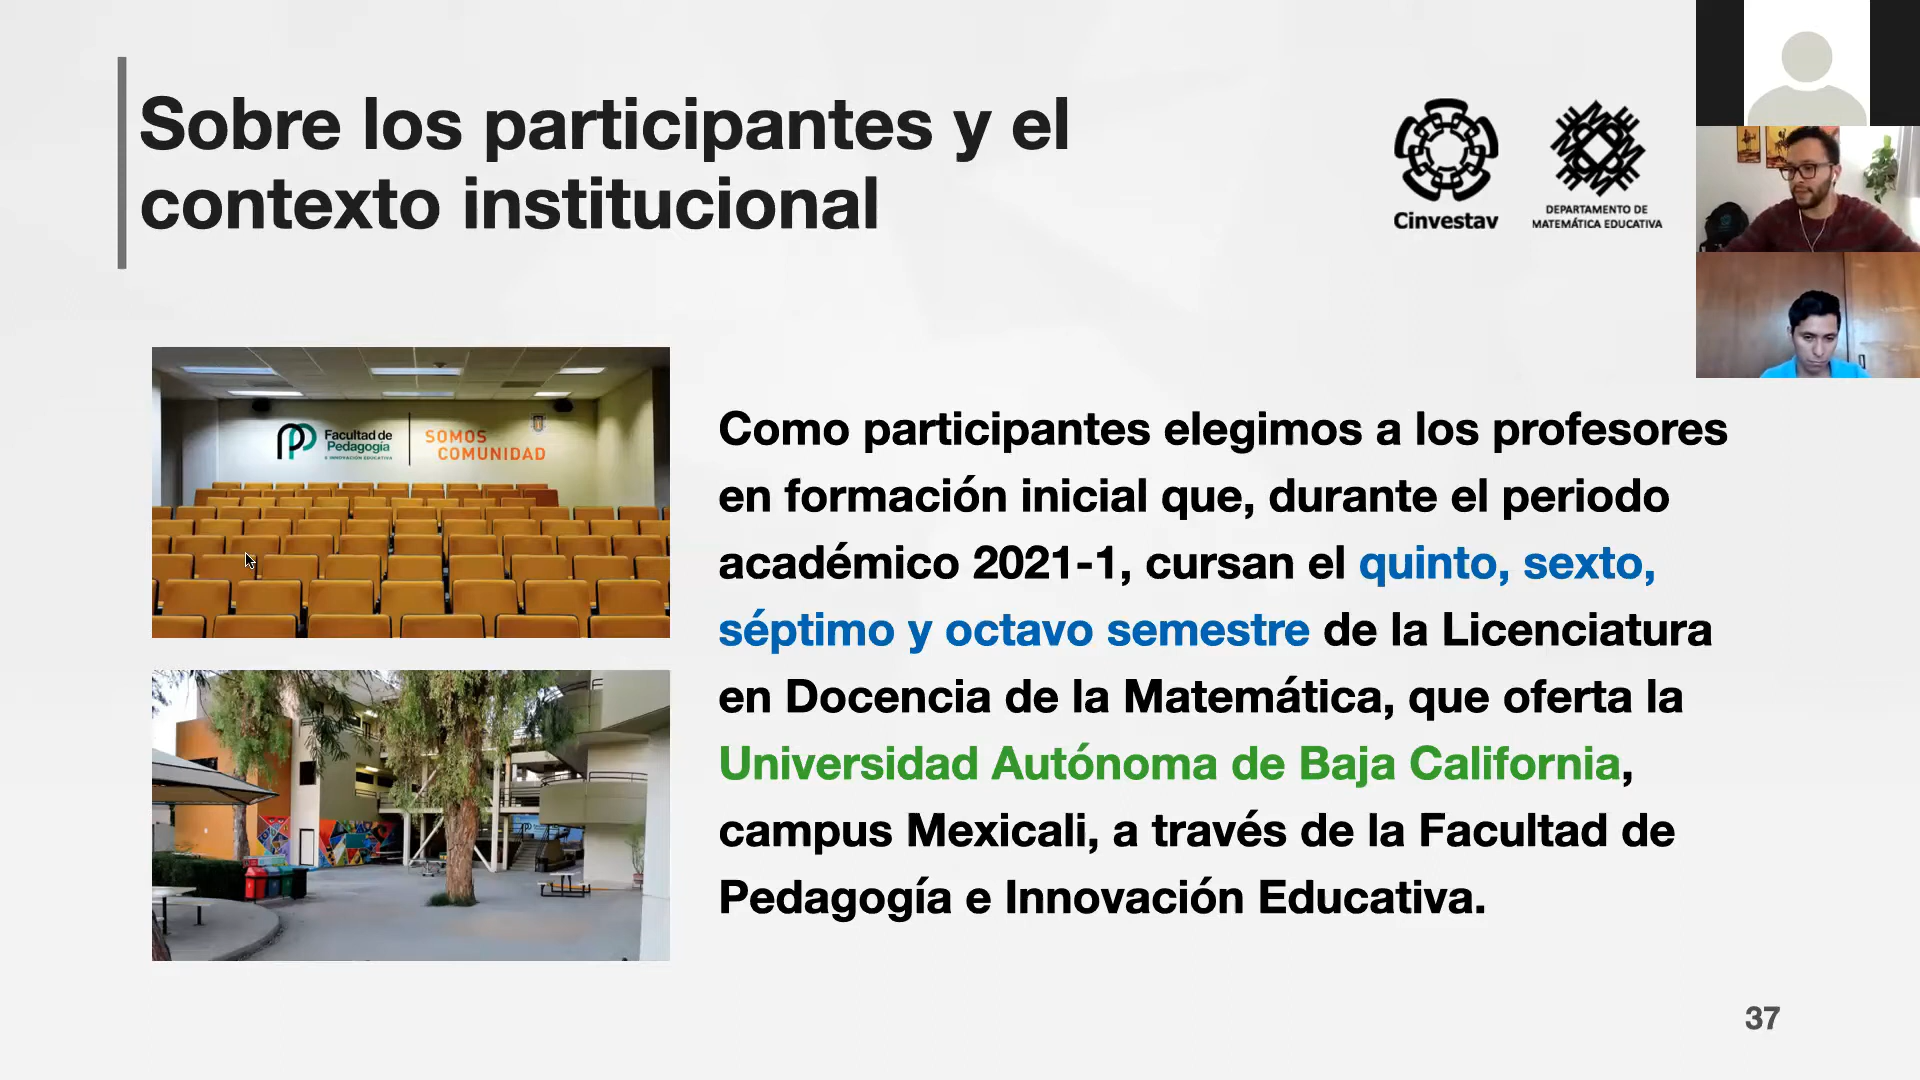 Sobre los participantes y el
contexto institucional
Cinvestav
DEPARTAMENTO DE
MATEMÁTICA EDUCATIVA
Facultad de
Pedagogía
E INNOVACIÓN EDUCATIVA
SOMOS
COMUNIDAD
Como participantes elegimos a los profesores
en formación inicial que, durante el periodo
académico 2021-1, cursan el quinto, sexto,
séptimo y octavo semestre de la Licenciatura
en Docencia de la Matemática, que oferta la
Universidad Autónoma de Baja California,
campus Mexicali, a través de la Facultad de
Pedagogía e Innovación Educativa.
37